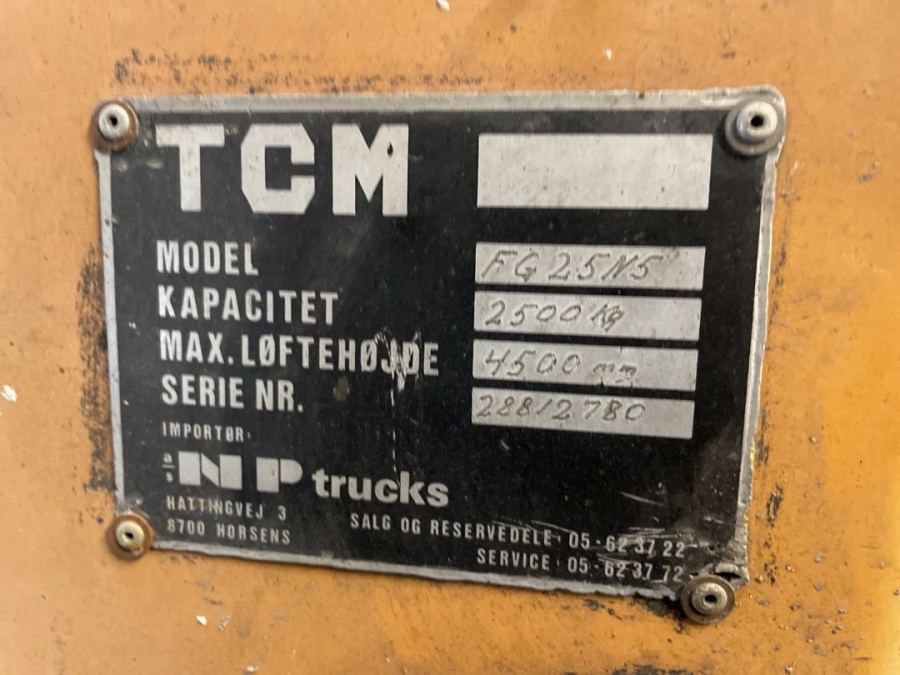 TCM
MODEL FG25N5
KAPACITET 2500 kg
MAX. LØFTEHØJDE 4500 mm
SERIE NR. 28812780
IMPORTØR:
a/s NP trucks
HATTINGVEJ 3
8700 HORSENS
SALG OG RESERVEDELE · 05 · 62 37 22
SERVICE · 05 · 62 37 72